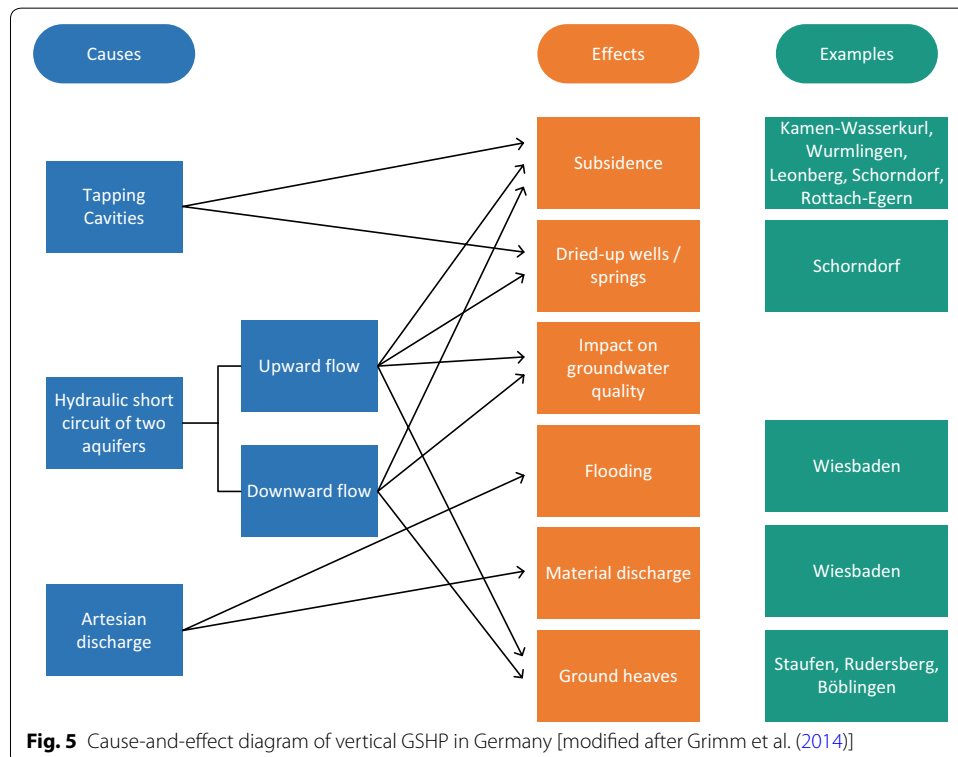 Causes
Effects
Examples
Tapping
Cavities
Subsidence
Kamen-Wasserkurl,
Wurmlingen,
Leonberg, Schorndorf,
Rottach-Egern
Dried-up wells /
springs
Schorndorf
Hydraulic short
circuit of two
aquifers
Upward flow
Impact on
groundwater
quality
Downward flow
Flooding
Wiesbaden
Artesian
discharge
Material discharge
Wiesbaden
Ground heaves
Staufen, Rudersberg,
Böblingen
Fig. 5 Cause-and-effect diagram of vertical GSHP in Germany [modified after Grimm et al. (2014)]